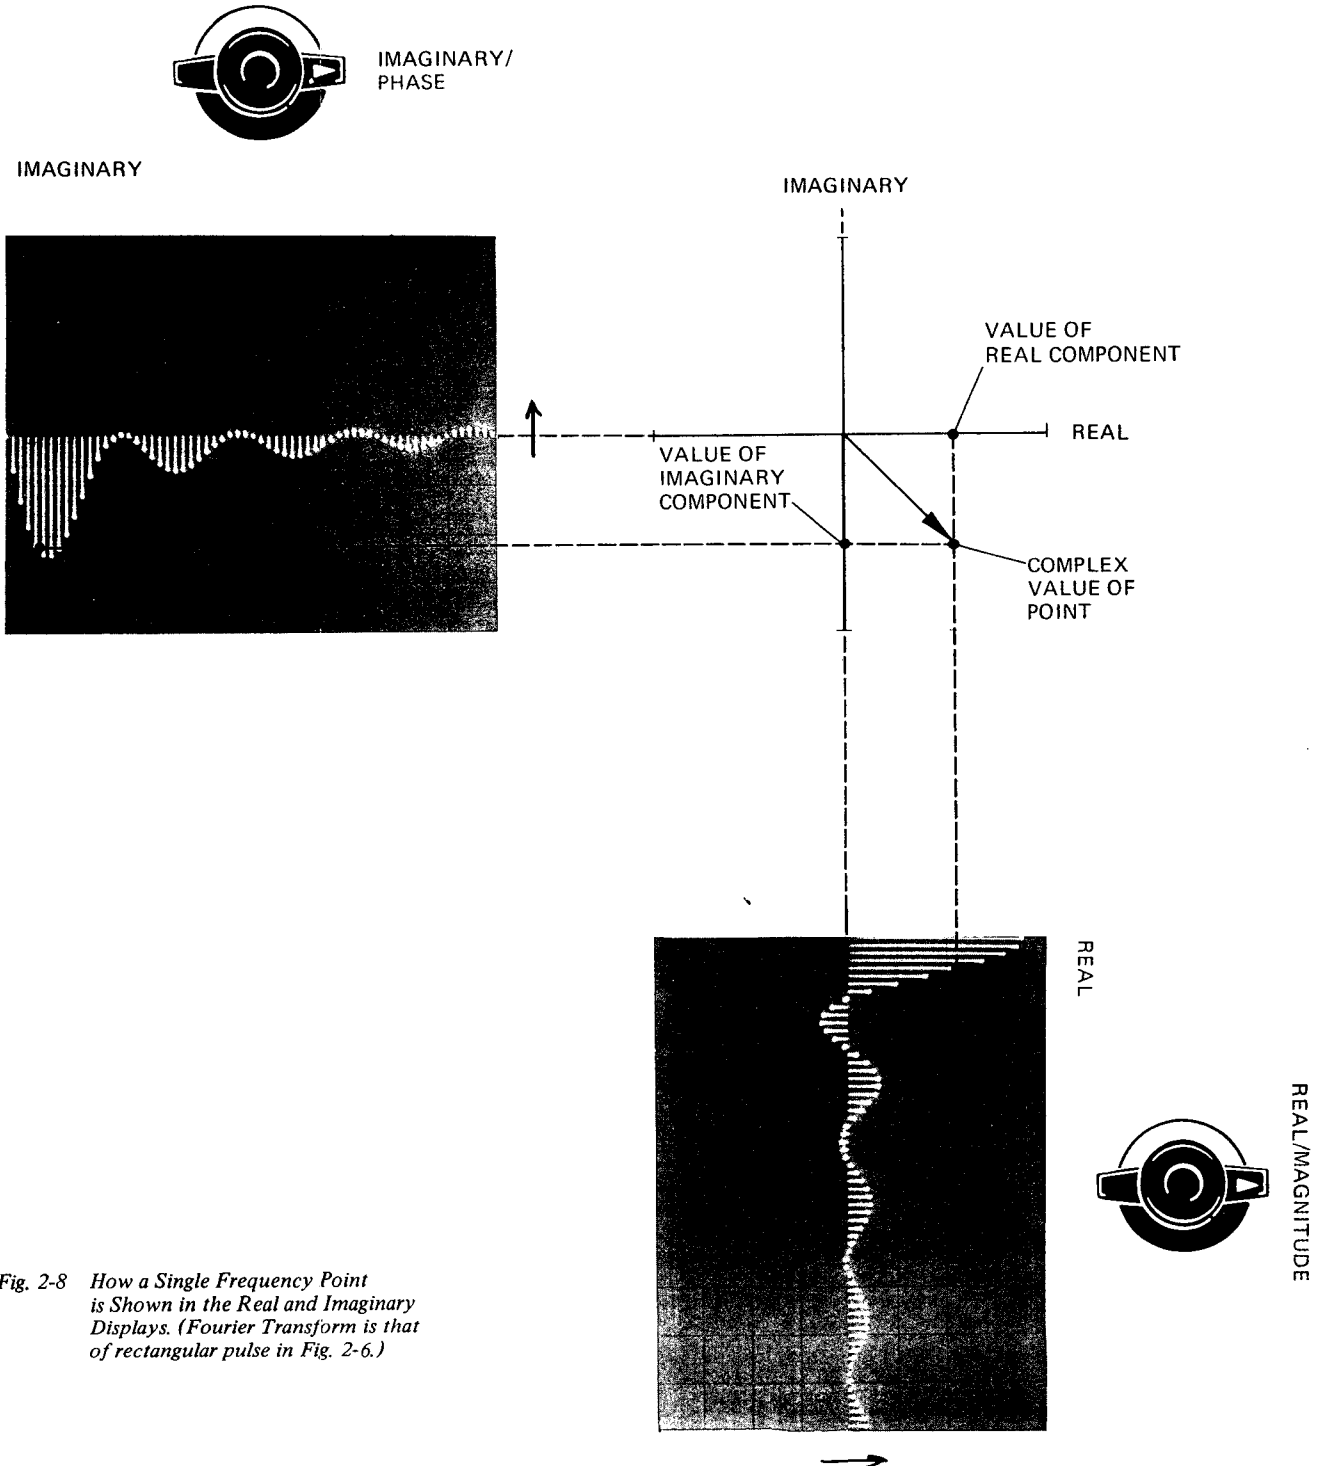 IMAGINARY/
PHASE
IMAGINARY
IMAGINARY
VALUE OF
REAL COMPONENT
REAL
VALUE OF
IMAGINARY
COMPONENT
COMPLEX
VALUE OF
POINT
REAL
REAL/MAGNITUDE
Fig. 2-8 How a Single Frequency Point
is Shown in the Real and Imaginary
Displays. (Fourier Transform is that
of rectangular pulse in Fig. 2-6.)